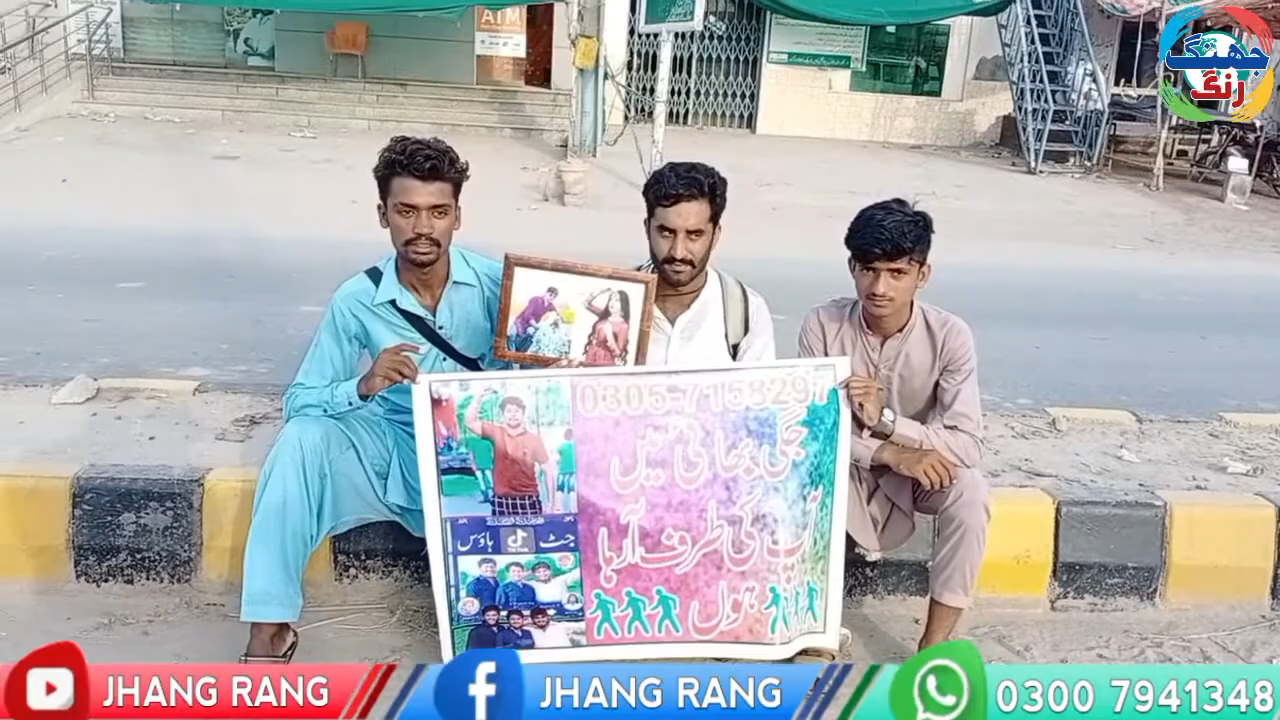 ATM
جھنگ
رنگ
0305-7158297
جگی بھائی میں
آپ کی طرف آ رہا
ہوں
جٹ TikTok ہاؤس
JHANG RANG
JHANG RANG
0300 7941348